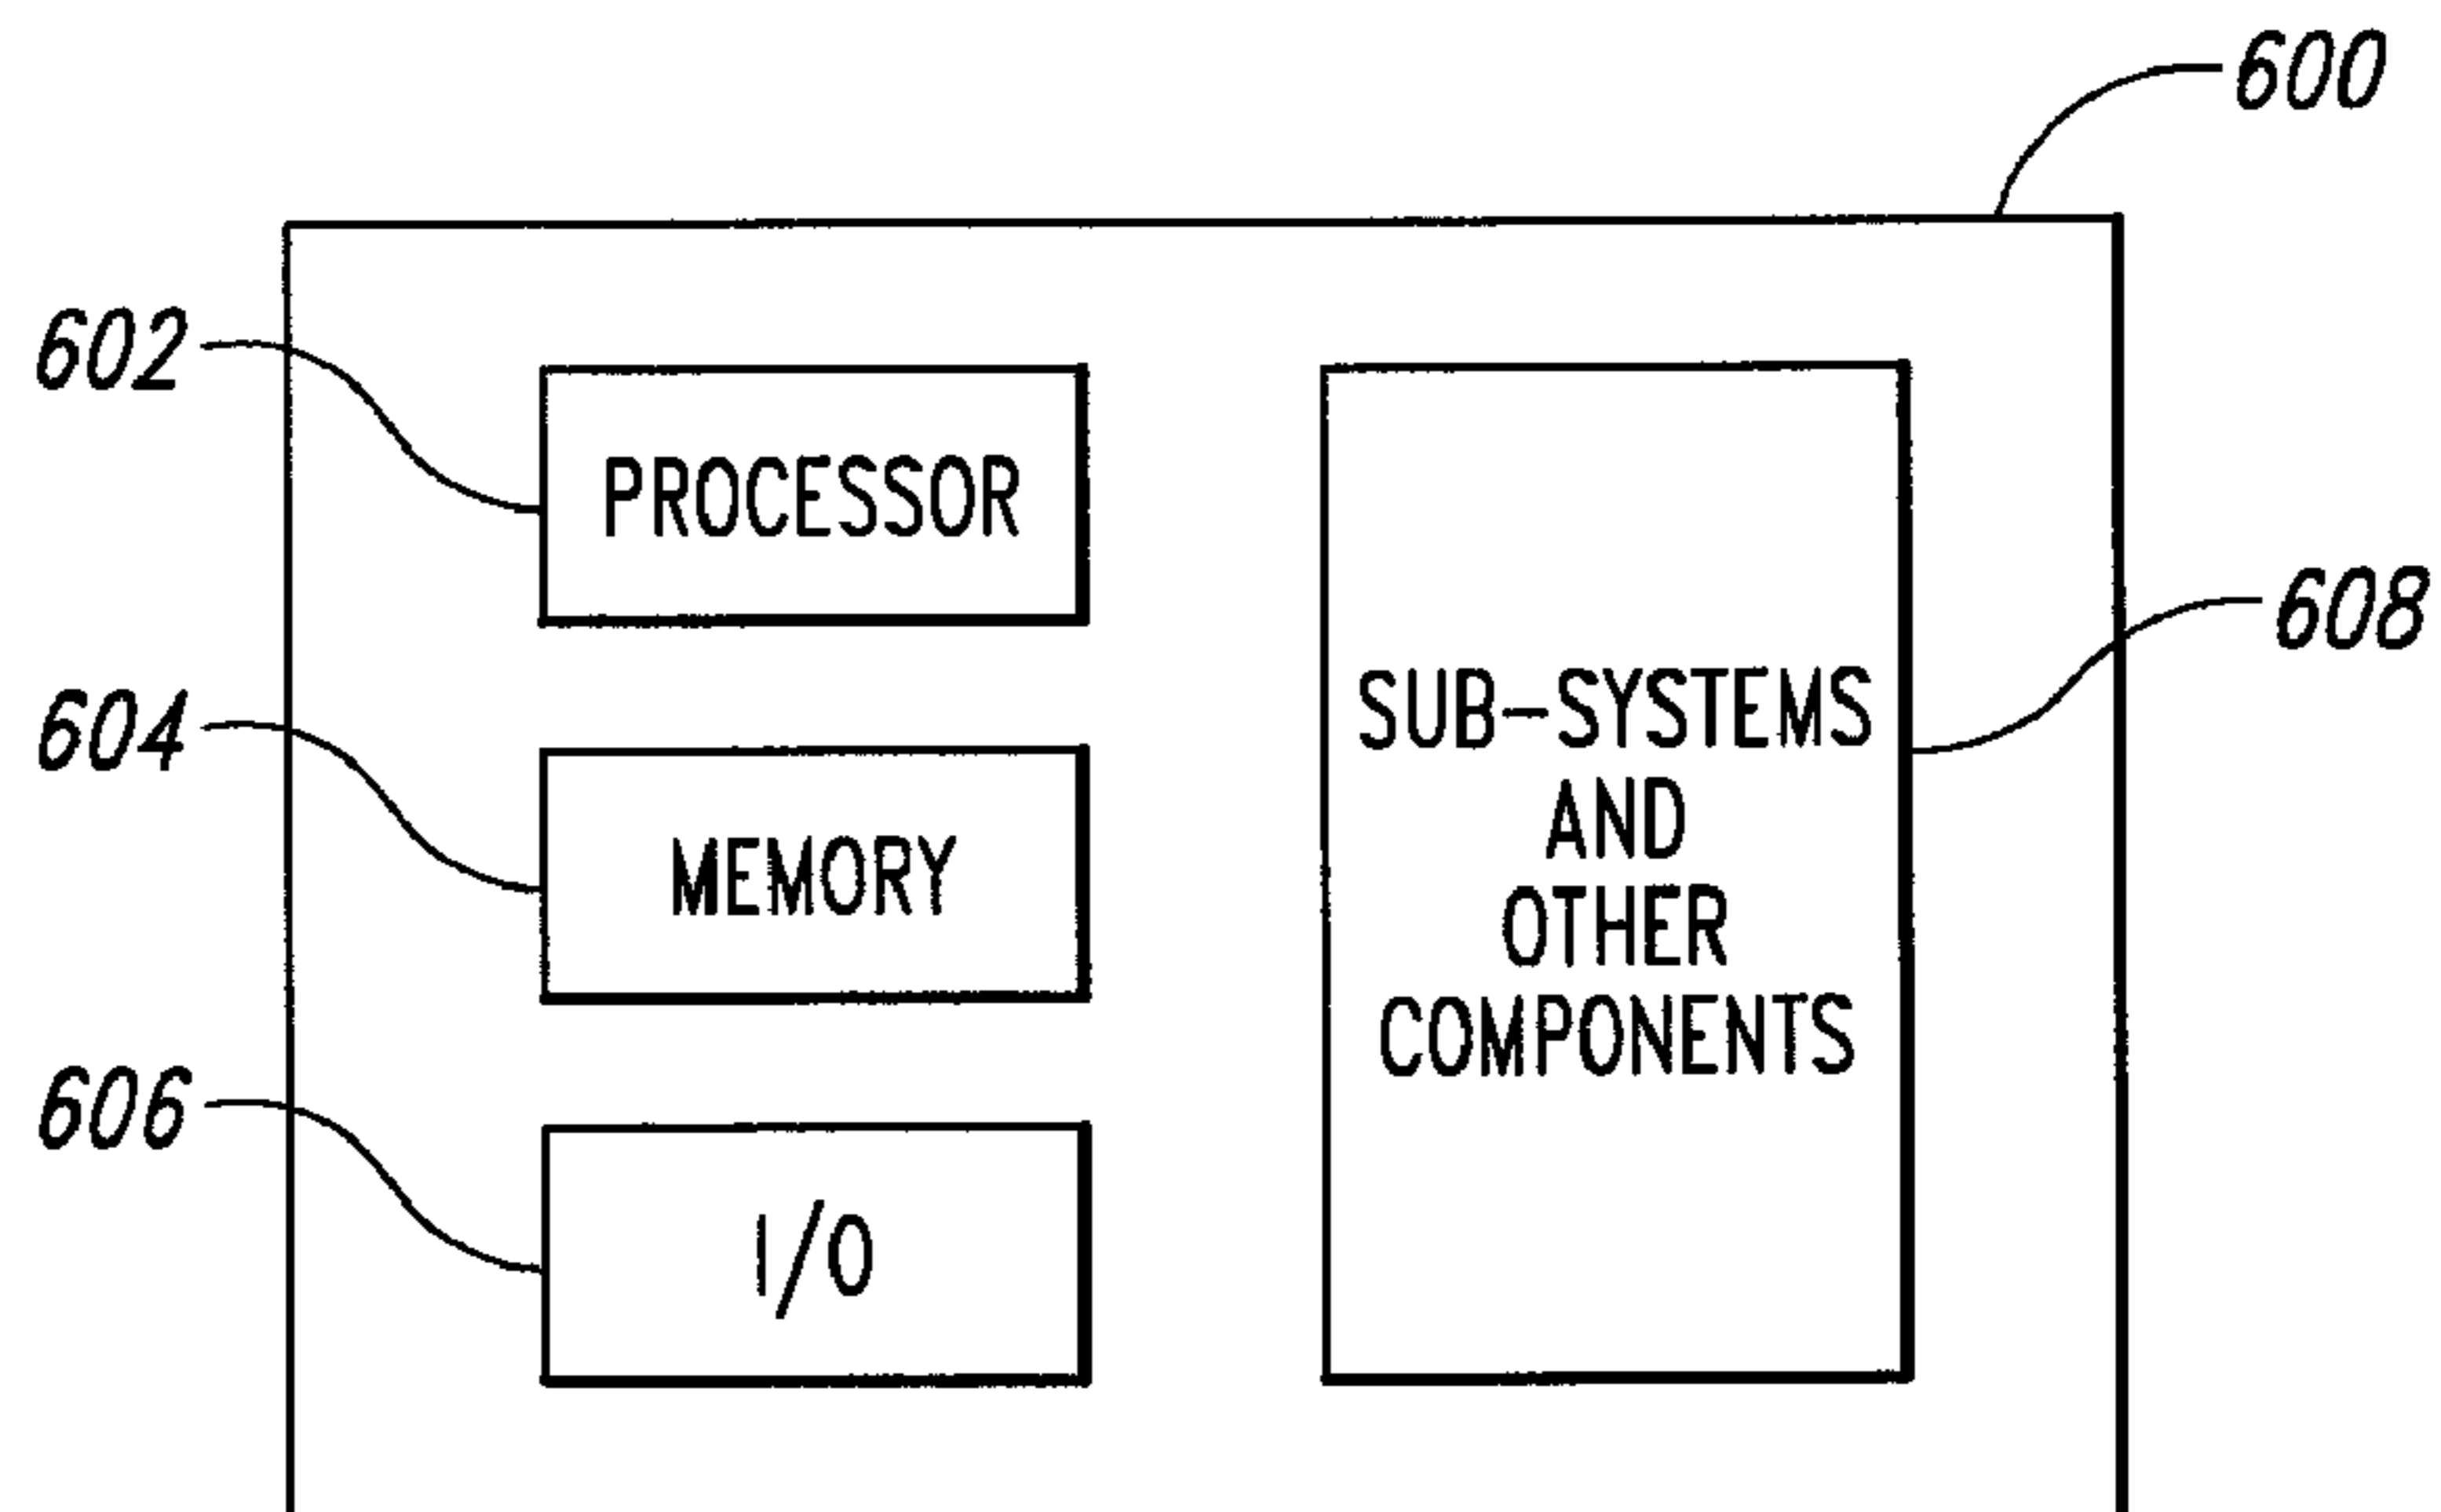 600
602
PROCESSOR
608
SUB-SYSTEMS
AND
OTHER
COMPONENTS
604
MEMORY
606
I/O